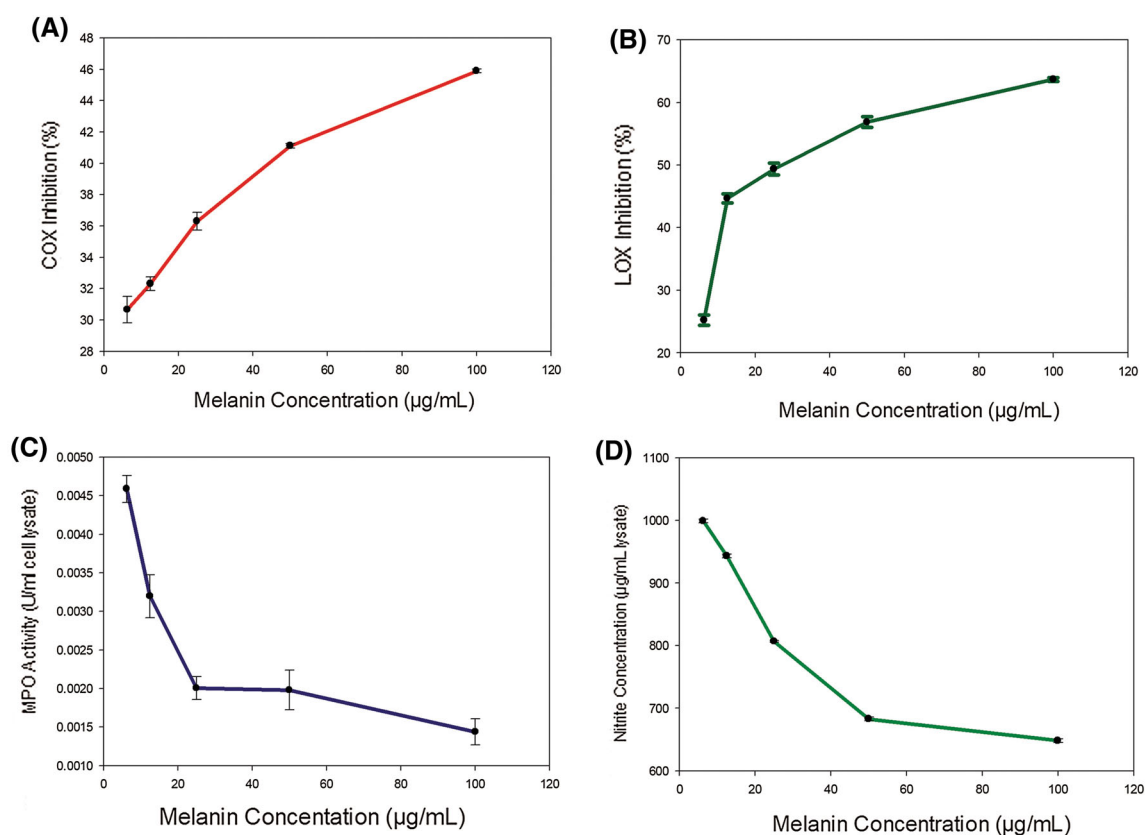 (A)
COX Inhibition (%)
48
46
44
42
40
38
36
34
32
30
28
0 20 40 60 80 100 120
Melanin Concentration (µg/mL)
(B)
LOX Inhibition (%)
70
60
50
40
30
20
0 20 40 60 80 100 120
Melanin Concentration (µg/mL)
(C)
MPO Activity (U/ml cell lysate)
0.0050
0.0045
0.0040
0.0035
0.0030
0.0025
0.0020
0.0015
0.0010
0 20 40 60 80 100 120
Melanin Concentation (µg/mL)
(D)
Nitrite Concentration (µg/mL lysate)
1100
1000
900
800
700
600
0 20 40 60 80 100 120
Melanin Concentration (µg/mL)